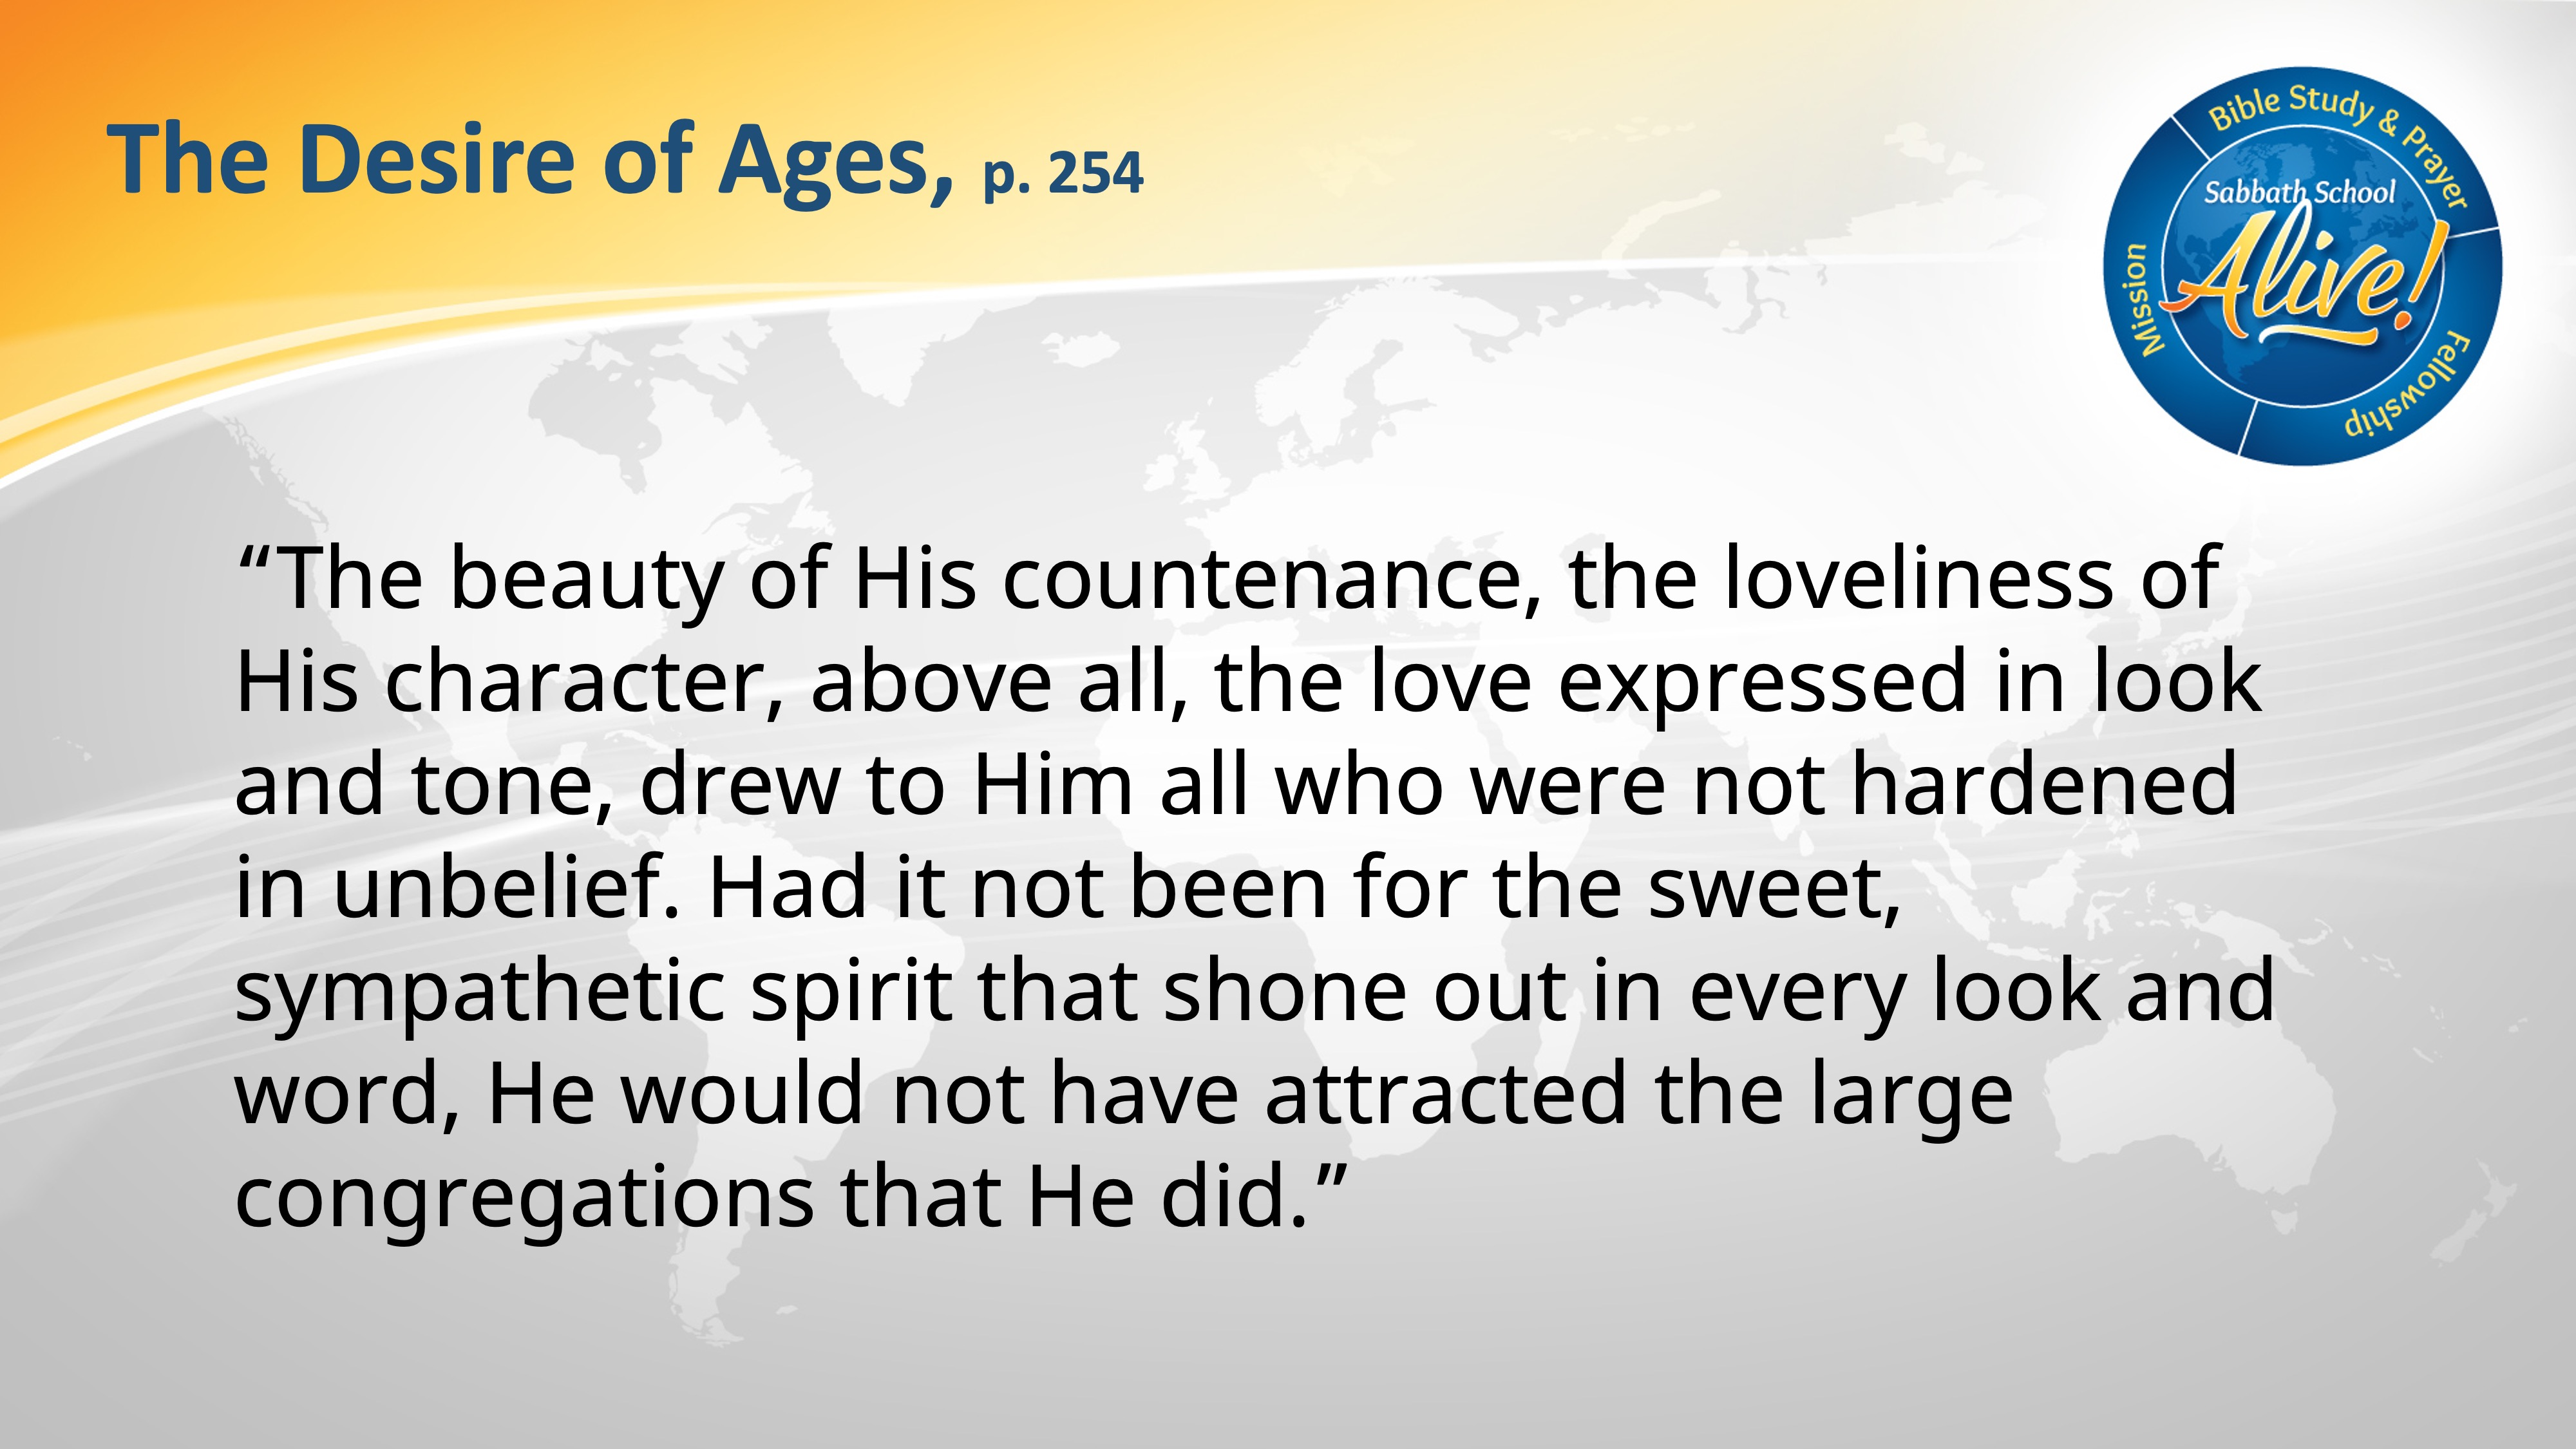 The Desire of Ages, p. 254
Bible Study & Prayer
Sabbath School
Alive!
Mission
Fellowship
“The beauty of His countenance, the loveliness of
His character, above all, the love expressed in look
and tone, drew to Him all who were not hardened
in unbelief. Had it not been for the sweet,
sympathetic spirit that shone out in every look and
word, He would not have attracted the large
congregations that He did.”